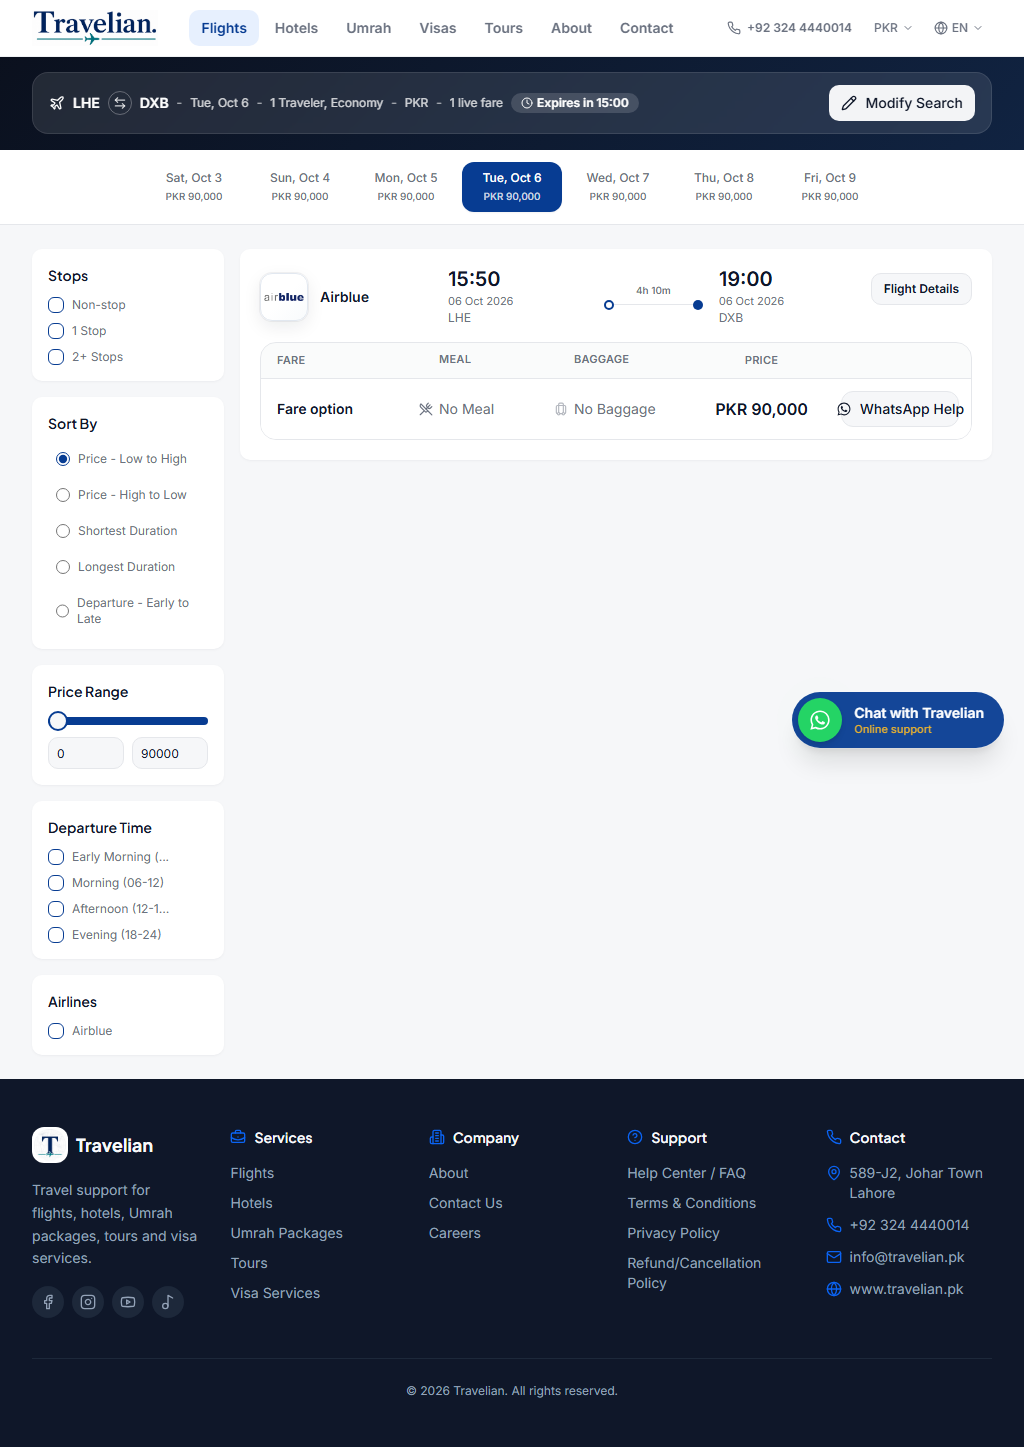 Travelian.
Flights
Hotels
Umrah
Visas
Tours
About
Contact
+92 324 4440014
PKR
EN
LHE DXB - Tue, Oct 6 - 1 Traveler, Economy - PKR - 1 live fare Expires in 15:00
Modify Search
Sat, Oct 3
PKR 90,000
Sun, Oct 4
PKR 90,000
Mon, Oct 5
PKR 90,000
Tue, Oct 6
PKR 90,000
Wed, Oct 7
PKR 90,000
Thu, Oct 8
PKR 90,000
Fri, Oct 9
PKR 90,000
Stops
Non-stop
1 Stop
2+ Stops
Sort By
Price - Low to High
Price - High to Low
Shortest Duration
Longest Duration
Departure - Early to
Late
Price Range
0
90000
Departure Time
Early Morning (...
Morning (06-12)
Afternoon (12-1...
Evening (18-24)
Airlines
Airblue
airblue
Airblue
15:50
06 Oct 2026
LHE
4h 10m
19:00
06 Oct 2026
DXB
Flight Details
FARE MEAL BAGGAGE PRICE
Fare option No Meal No Baggage PKR 90,000 WhatsApp Help
Chat with Travelian
Online support
T Travelian
Travel support for
flights, hotels, Umrah
packages, tours and visa
services.
Services
Flights
Hotels
Umrah Packages
Tours
Visa Services
Company
About
Contact Us
Careers
Support
Help Center / FAQ
Terms & Conditions
Privacy Policy
Refund/Cancellation
Policy
Contact
589-J2, Johar Town
Lahore
+92 324 4440014
info@travelian.pk
www.travelian.pk
© 2026 Travelian. All rights reserved.